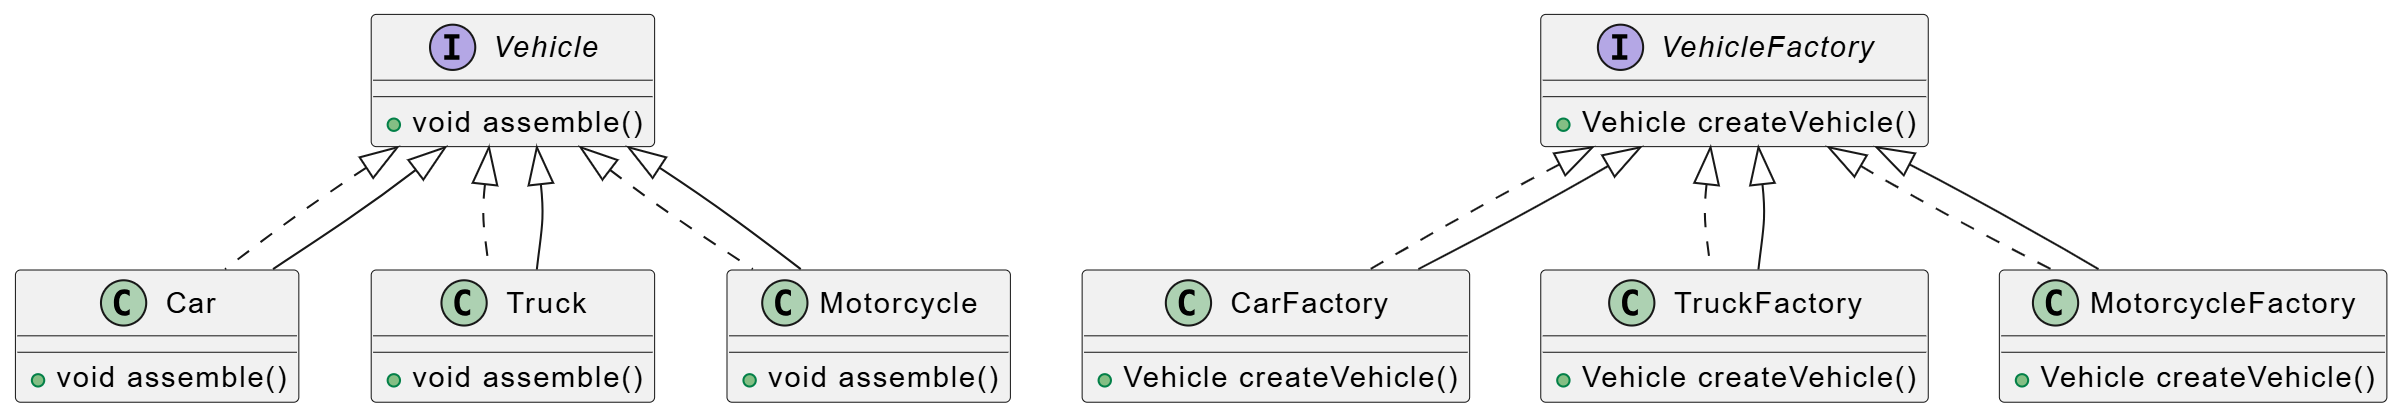 I Vehicle
void assemble()
I VehicleFactory
Vehicle createVehicle()
C Car
void assemble()
C Truck
void assemble()
C Motorcycle
void assemble()
C CarFactory
Vehicle createVehicle()
C TruckFactory
Vehicle createVehicle()
C MotorcycleFactory
Vehicle createVehicle()